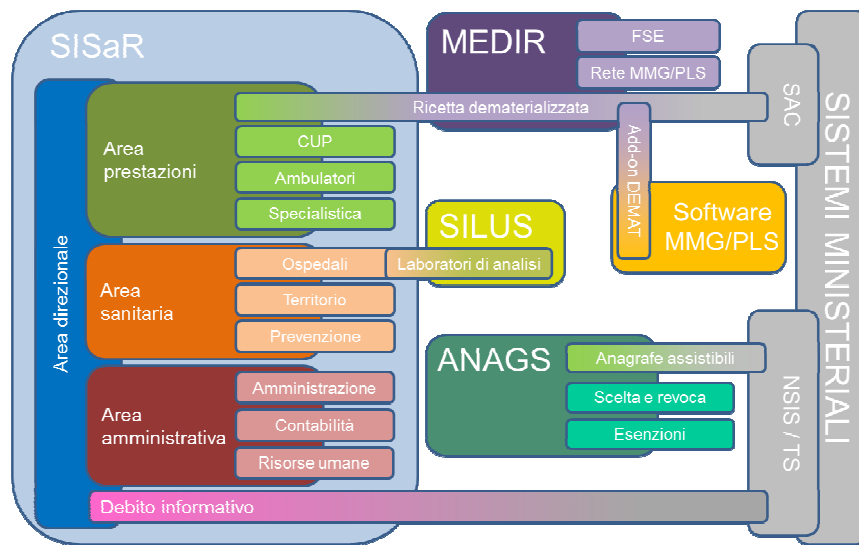 SISaR
Area direzionale
Area
prestazioni
Ricetta dematerializzata
CUP
Ambulatori
Specialistica
Area
sanitaria
Ospedali
Laboratori di analisi
Territorio
Prevenzione
Area
amministrativa
Amministrazione
Contabilità
Risorse umane
Debito informativo
MEDIR
FSE
Rete MMG/PLS
Add-on DEMAT
SILUS
Software
MMG/PLS
ANAGS
Anagrafe assistibili
Scelta e revoca
Esenzioni
SAC
NSIS / TS
SISTEMI MINISTERIALI